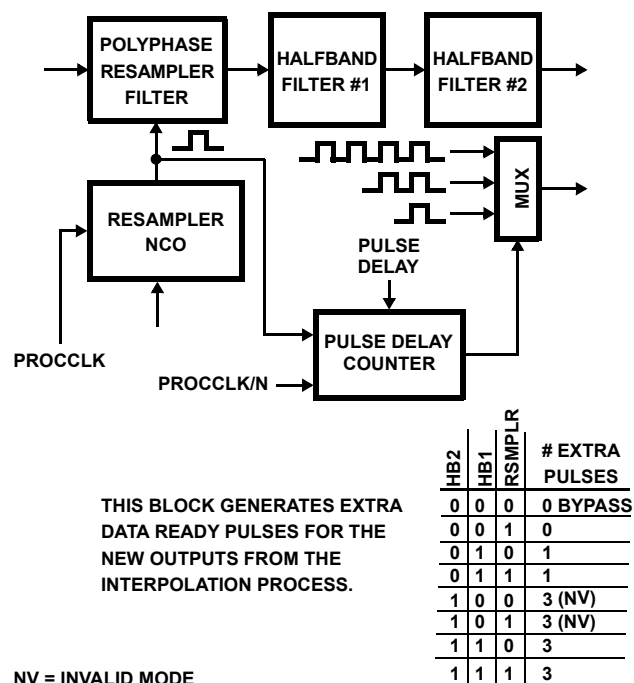 POLYPHASE
RESAMPLER
FILTER
HALFBAND
FILTER #1
HALFBAND
FILTER #2
MUX
RESAMPLER
NCO
PULSE
DELAY
PULSE DELAY
COUNTER
PROCCLK
PROCCLK/N
THIS BLOCK GENERATES EXTRA
DATA READY PULSES FOR THE
NEW OUTPUTS FROM THE
INTERPOLATION PROCESS.
HB2 HB1 RSMPLR # EXTRA PULSES
0 0 0 0 BYPASS
0 0 1 0
0 1 0 1
0 1 1 1
1 0 0 3 (NV)
1 0 1 3 (NV)
1 1 0 3
1 1 1 3
NV = INVALID MODE